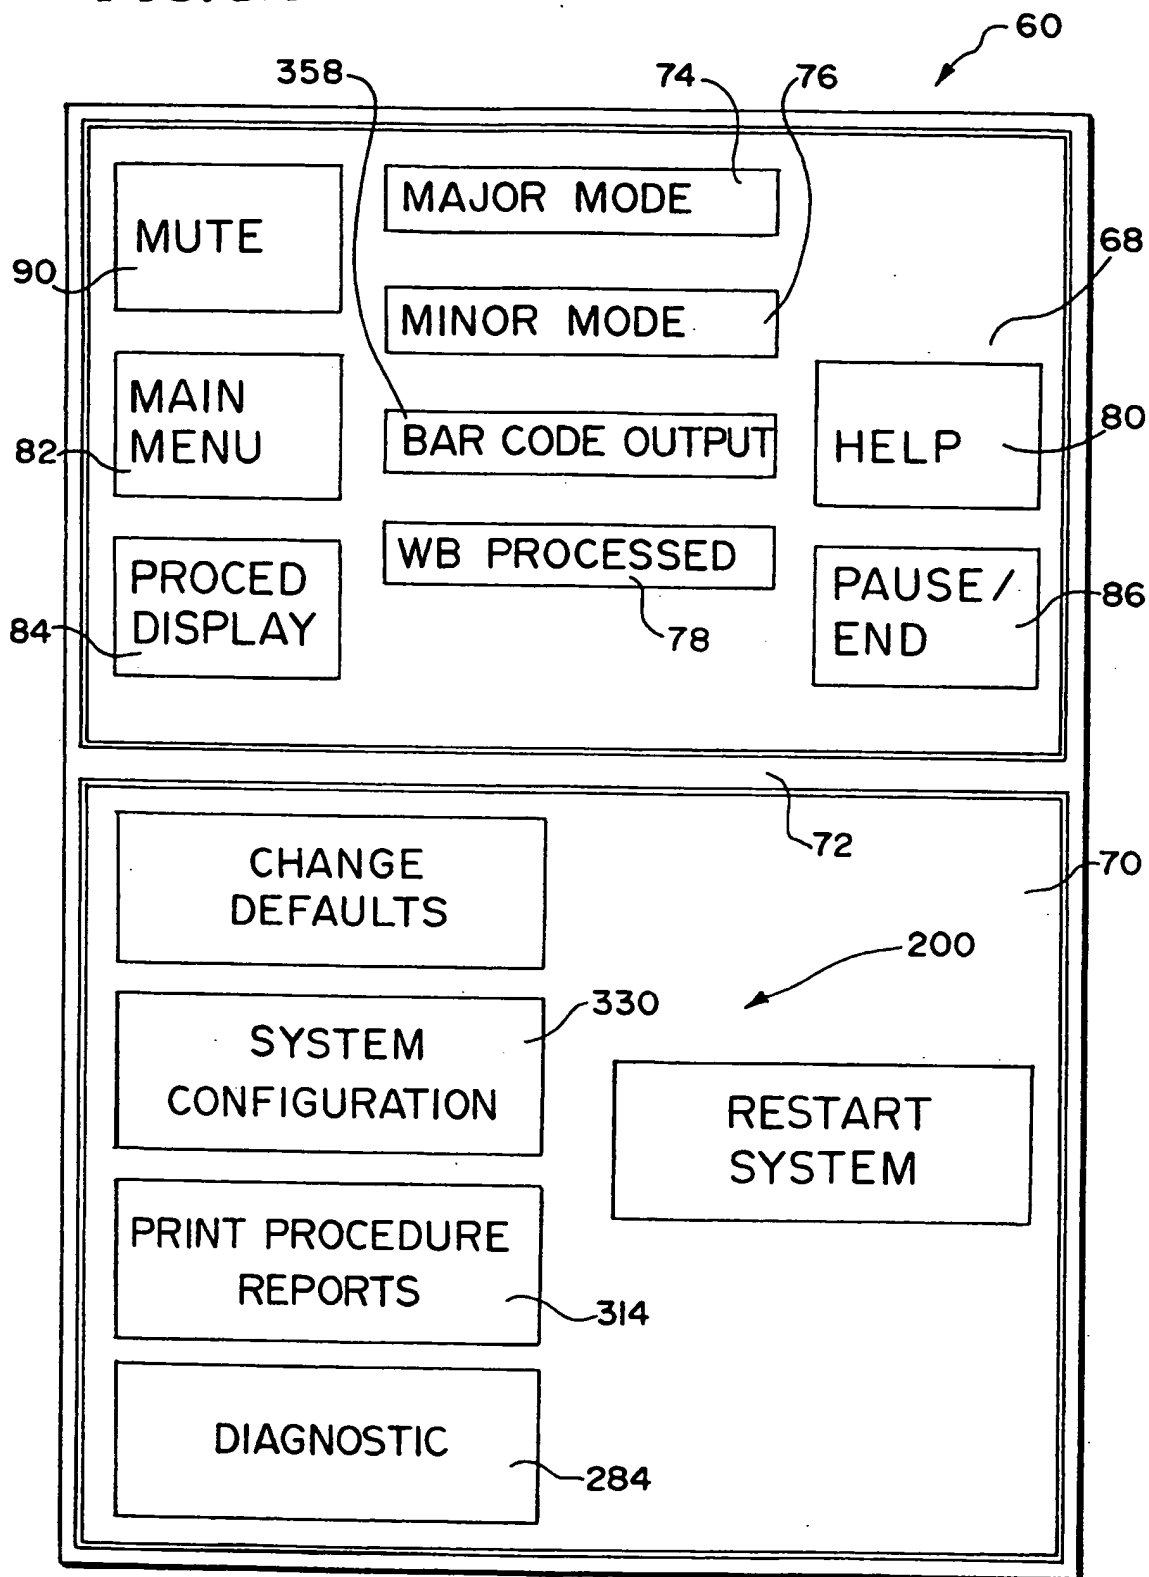 60
358
74
76
MUTE
MAJOR MODE
68
90
MINOR MODE
MAIN
MENU
BAR CODE OUTPUT
HELP
80
82
PROCED
DISPLAY
WB PROCESSED
PAUSE/
END
86
84
78
72
70
CHANGE
DEFAULTS
200
330
SYSTEM
CONFIGURATION
RESTART
SYSTEM
PRINT PROCEDURE
REPORTS
314
DIAGNOSTIC
284